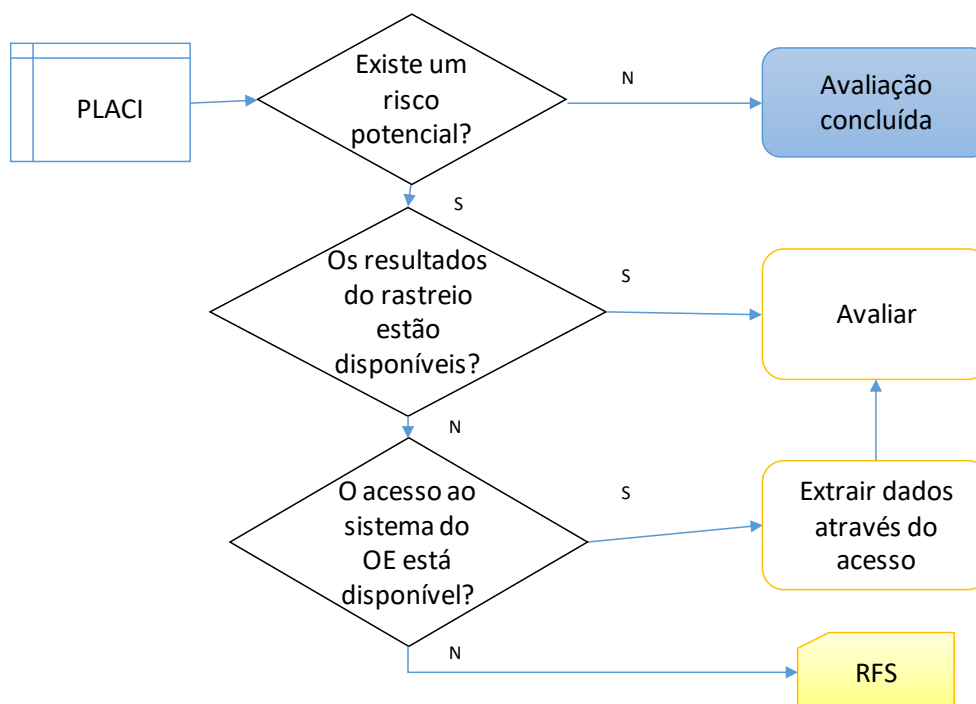 PLACI
Existe um
risco
potencial?
N
Avaliação
concluída
S
Os resultados
do rastreio
estão
disponíveis?
S
Avaliar
N
O acesso ao
sistema do
OE está
disponível?
S
Extrair dados
através do
acesso
N
RFS